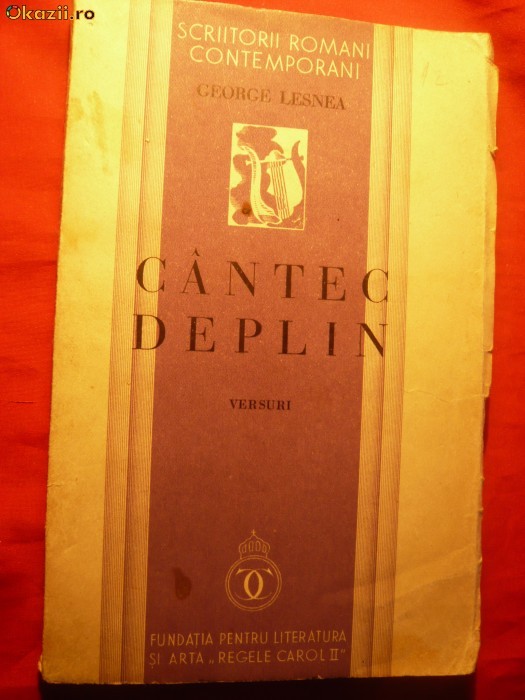 Okazii.ro
SCRIITORII ROMANI
CONTEMPORANI
GEORGE LESNEA
CÂNTEC
DEPLIN
VERSURI
FUNDAȚIA PENTRU LITERATURA
ȘI ARTA „REGELE CAROL II"